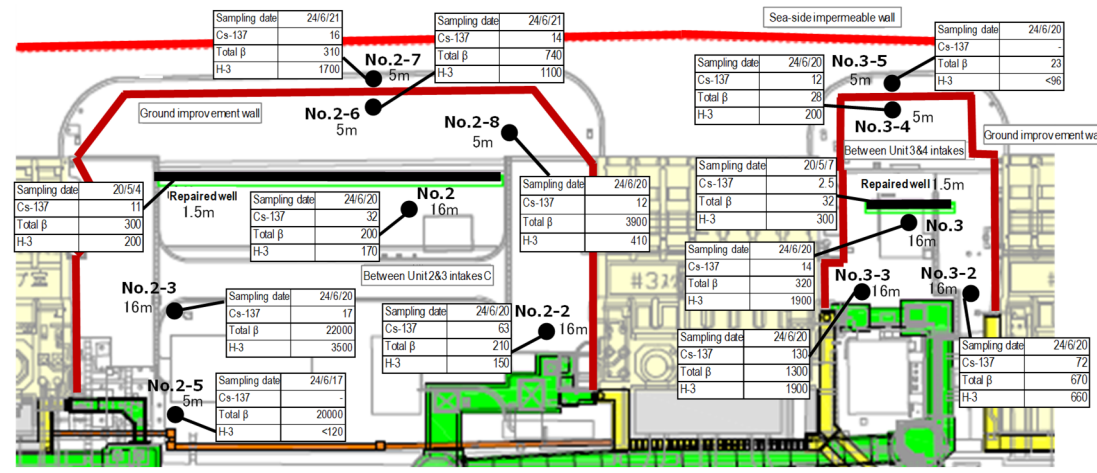 Sea-side impermeable wall
Sampling date 24/6/21
Cs-137 16
Total β 310
H-3 1700
Sampling date 24/6/21
Cs-137 14
Total β 740
H-3 1100
No.2-7
5m
No.2-6
5m
Ground improvement wall
No.2-8
5m
Sampling date 20/5/4
Cs-137 11
Total β 300
H-3 200
Repaired well
1.5m
Sampling date 24/6/20
Cs-137 32
Total β 200
H-3 170
No.2
16m
Sampling date 24/6/20
Cs-137 12
Total β 3900
H-3 410
Between Unit 2&3 intakes C
No.2-3
16m
Sampling date 24/6/20
Cs-137 17
Total β 22000
H-3 3500
Sampling date 24/6/20
Cs-137 63
Total β 210
H-3 150
No.2-2
16m
No.2-5
5m
Sampling date 24/6/17
Cs-137 -
Total β 20000
H-3 <120
Sampling date 24/6/20
Cs-137 -
Total β 23
H-3 <96
No.3-5
5m
Sampling date 24/6/20
Cs-137 12
Total β 28
H-3 200
No.3-4
5m
Ground improvement wa
Between Unit 3&4 intakes
Sampling date 20/5/7
Cs-137 2.5
Total β 32
H-3 300
Repaired well 1.5m
No.3
16m
Sampling date 24/6/20
Cs-137 14
Total β 320
H-3 1900
#3ス
No.3-3
16m
No.3-2
16m
Sampling date 24/6/20
Cs-137 130
Total β 1300
H-3 1900
Sampling date 24/6/20
Cs-137 72
Total β 670
H-3 660